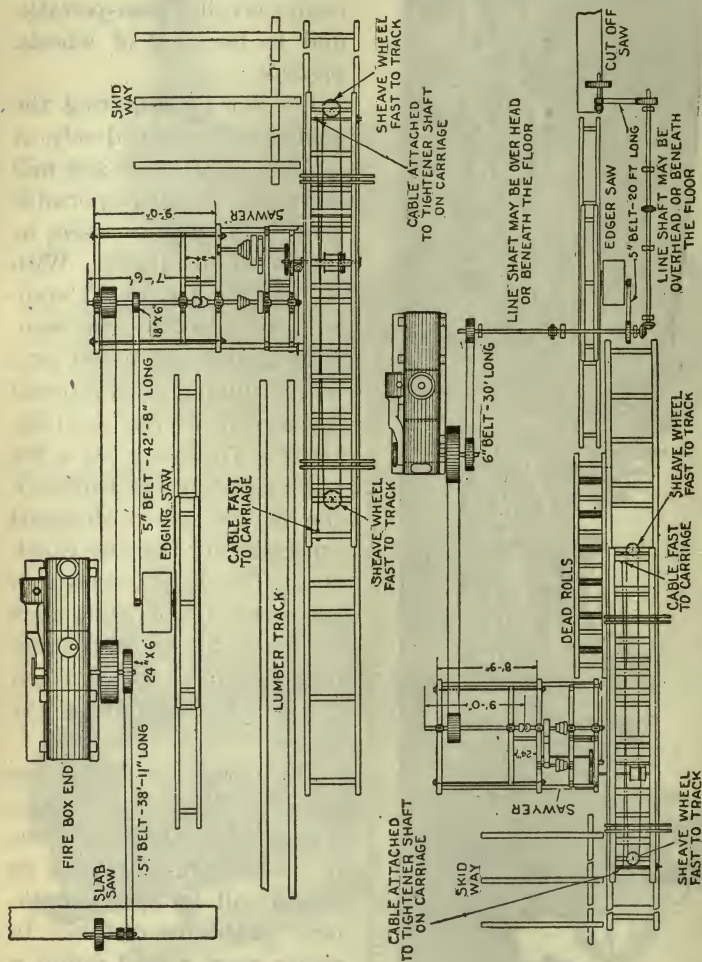 SKID
WAY
SHEAVE WHEEL
FAST TO TRACK
CABLE ATTACHED
TO TIGHTENER SHAFT
ON CARRIAGE
SAWYER
9'-0"
7'-6"
18"X6"
5" BELT-42'-8" LONG
EDGING SAW
CABLE FAST
TO CARRIAGE
SHEAVE WHEEL
FAST TO TRACK
LUMBER TRACK
24"X6"
FIRE BOX END
5" BELT-38'-11" LONG
SLAB
SAW
CUT OFF
SAW
5" BELT-20 FT LONG
EDGER SAW
LINE SHAFT MAY BE
OVERHEAD OR BENEATH
THE FLOOR
LINE SHAFT MAY BE OVER HEAD
OR BENEATH THE FLOOR
6" BELT-30' LONG
SHEAVE WHEEL
FAST TO TRACK
CABLE FAST
TO CARRIAGE
DEAD ROLLS
8'-9"
9'-0"
24"
SAWYER
SKID
WAY
CABLE ATTACHED
TO TIGHTENER SHAFT
ON CARRIAGE
SHEAVE WHEEL
FAST TO TRACK